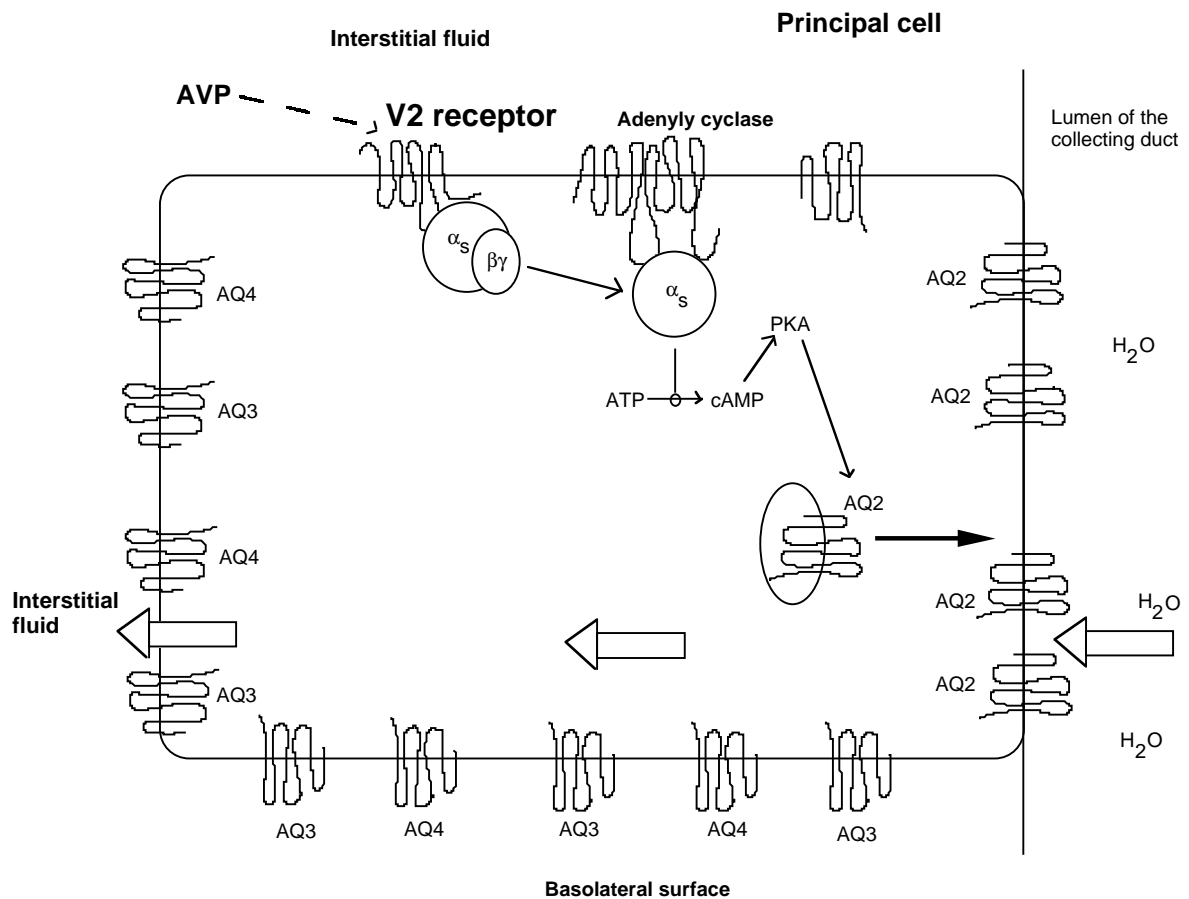 Principal cell
Interstitial fluid
AVP
V2 receptor
Adenyly cyclase
Lumen of the
collecting duct
αs
βγ
αs
AQ4
AQ2
PKA
H2O
AQ3
ATP
cAMP
AQ2
AQ2
AQ4
Interstitial
fluid
AQ2
H2O
AQ3
AQ2
H2O
AQ3
AQ4
AQ3
AQ4
AQ3
Basolateral surface